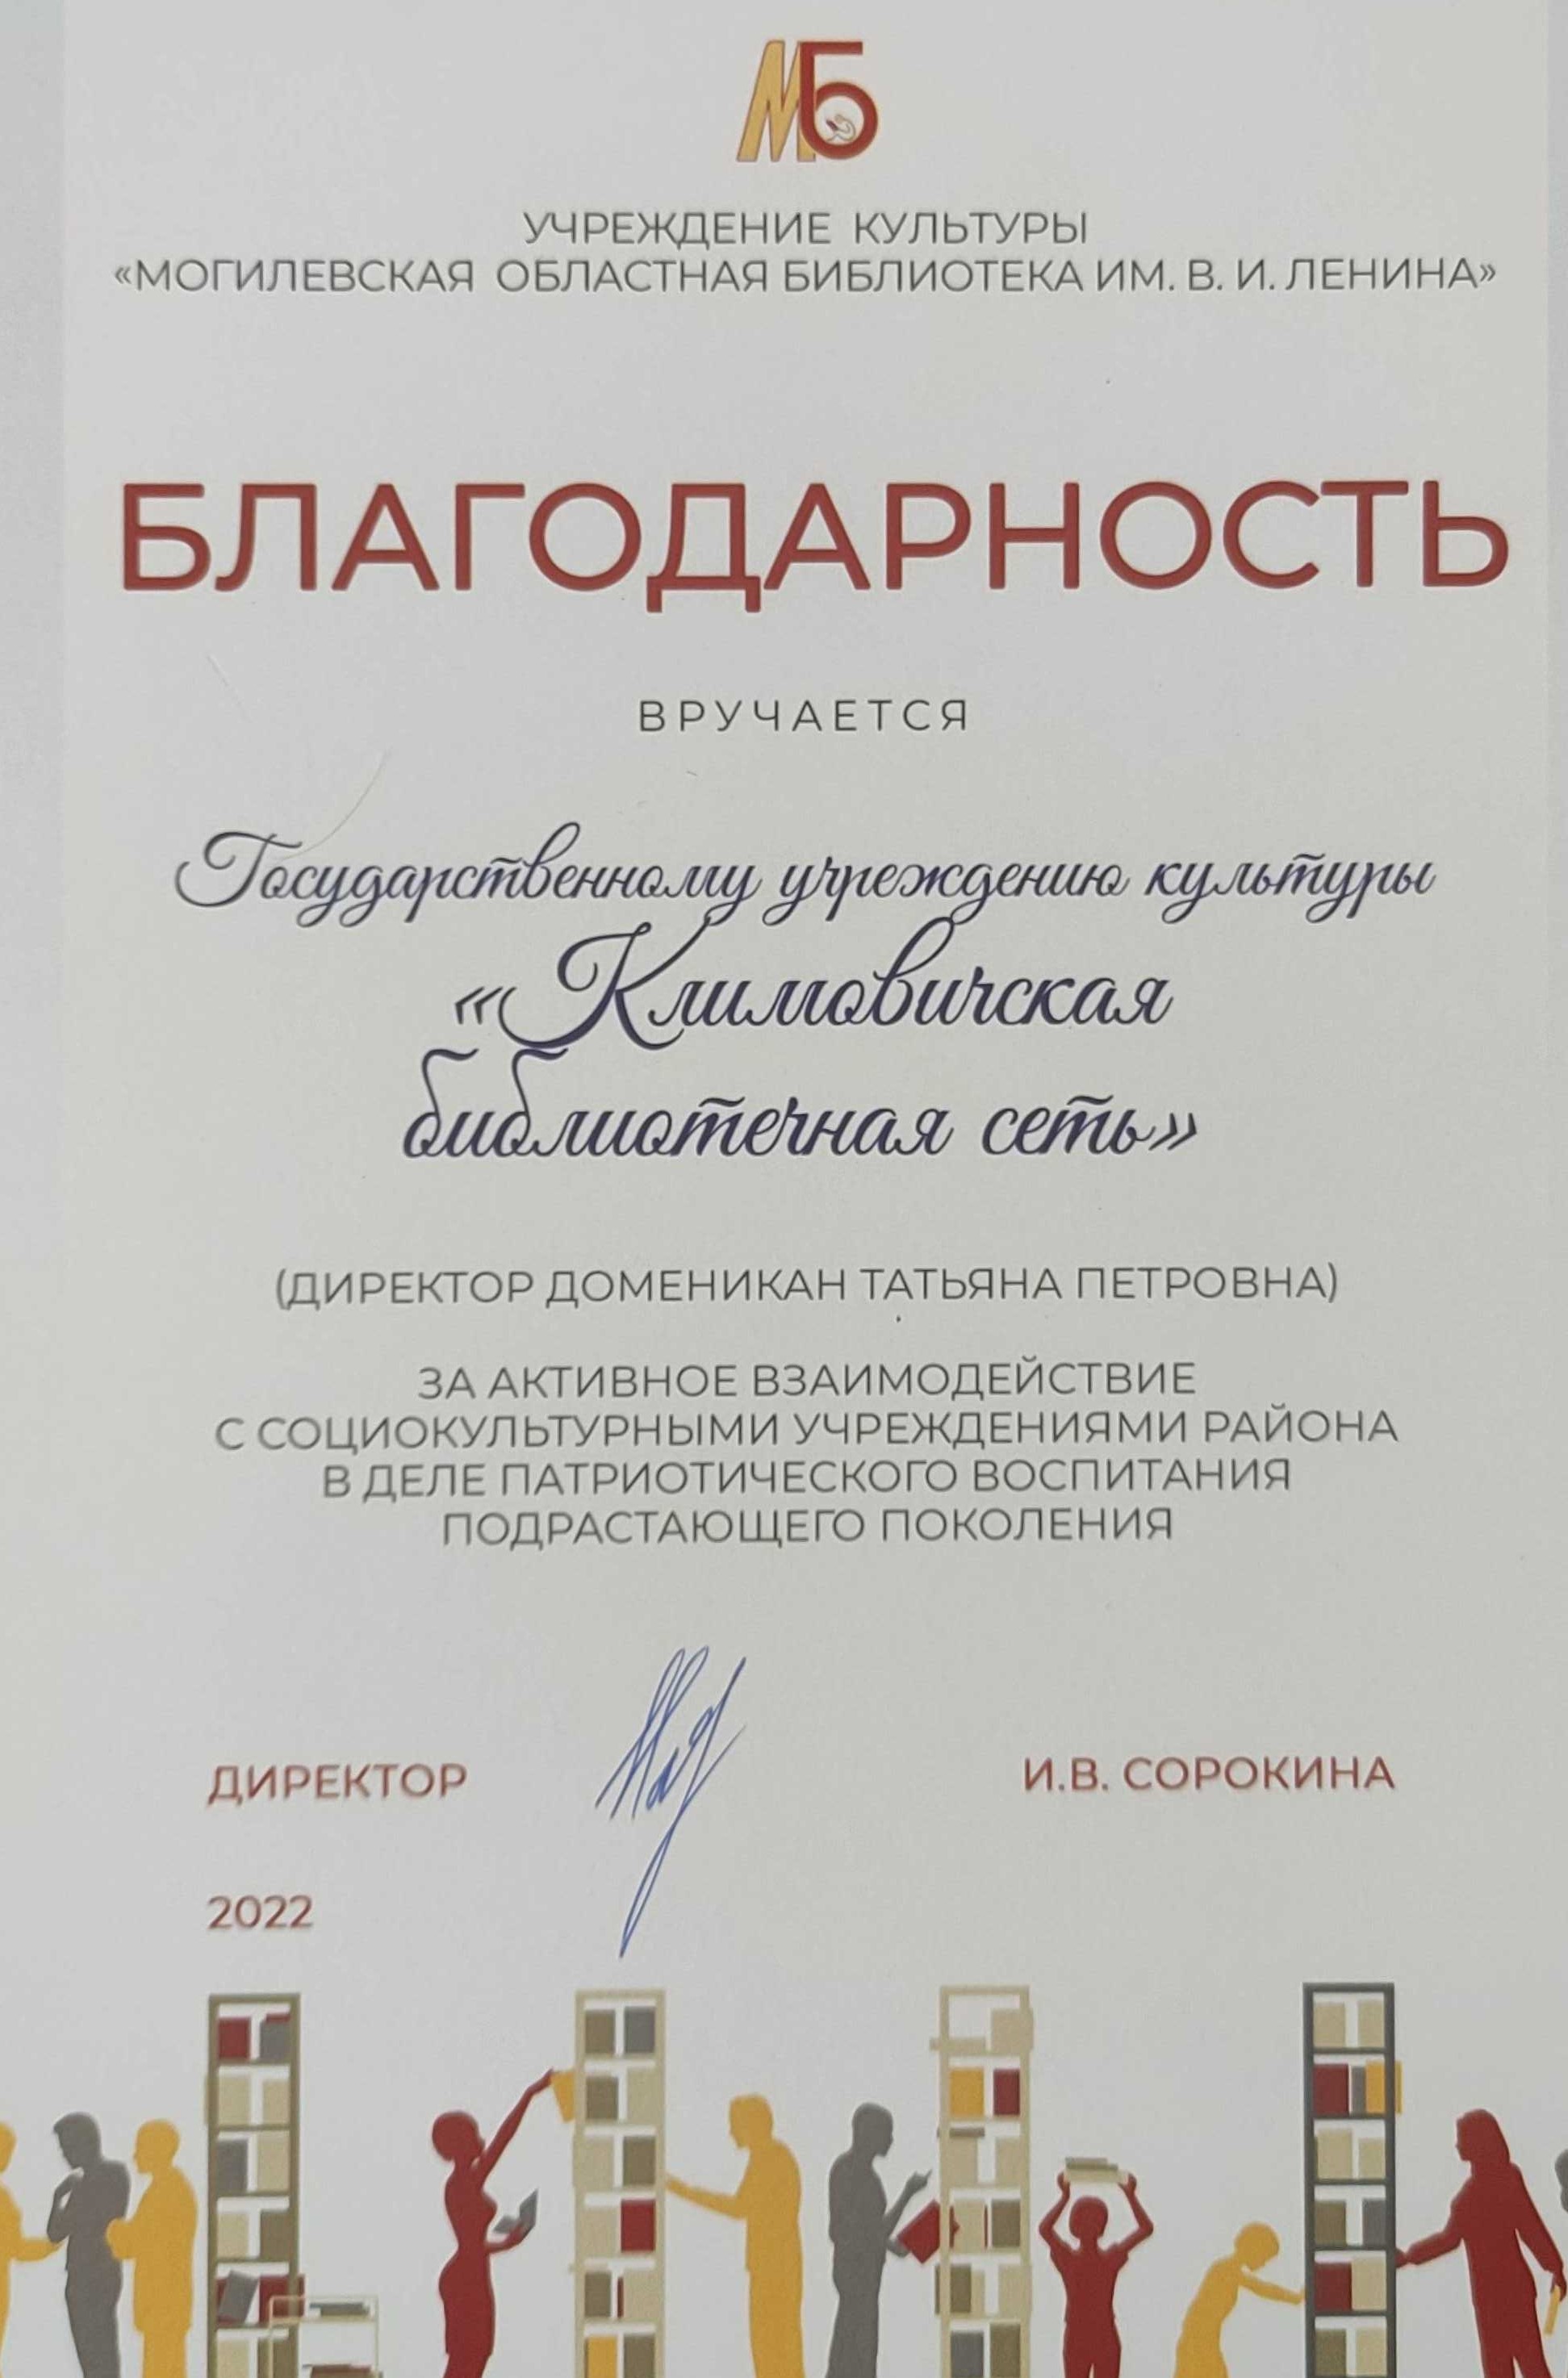 МБ
УЧРЕЖДЕНИЕ КУЛЬТУРЫ
«МОГИЛЕВСКАЯ ОБЛАСТНАЯ БИБЛИОТЕКА ИМ. В. И. ЛЕНИНА»
БЛАГОДАРНОСТЬ
ВРУЧАЕТСЯ
Государственному учреждению культуры
«Климовичская
библиотечная сеть»
(ДИРЕКТОР ДОМЕНИКАН ТАТЬЯНА ПЕТРОВНА)
ЗА АКТИВНОЕ ВЗАИМОДЕЙСТВИЕ
С СОЦИОКУЛЬТУРНЫМИ УЧРЕЖДЕНИЯМИ РАЙОНА
В ДЕЛЕ ПАТРИОТИЧЕСКОГО ВОСПИТАНИЯ
ПОДРАСТАЮЩЕГО ПОКОЛЕНИЯ
ДИРЕКТОР И.В. СОРОКИНА
2022